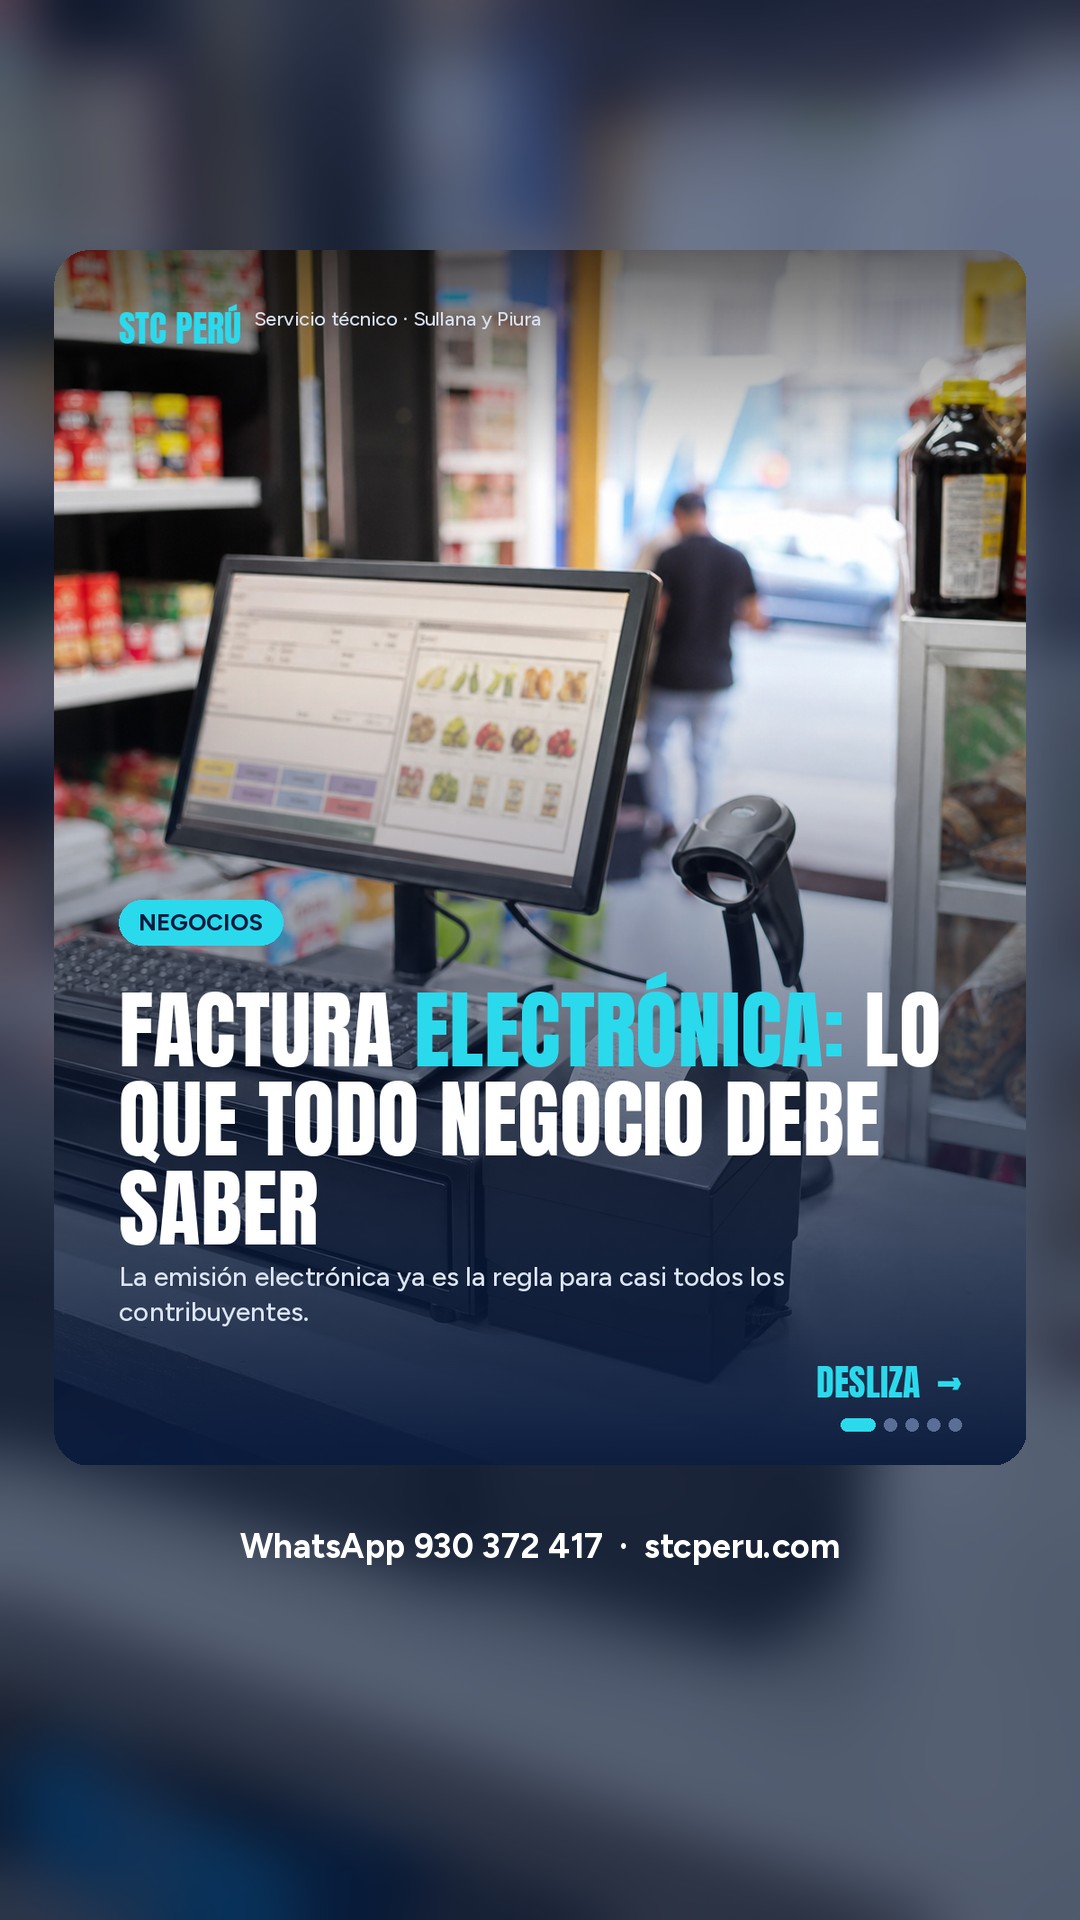 STC PERÚ Servicio técnico · Sullana y Piura
NEGOCIOS
FACTURA ELECTRÓNICA: LO
QUE TODO NEGOCIO DEBE
SABER
La emisión electrónica ya es la regla para casi todos los
contribuyentes.
DESLIZA →
WhatsApp 930 372 417 · stcperu.com